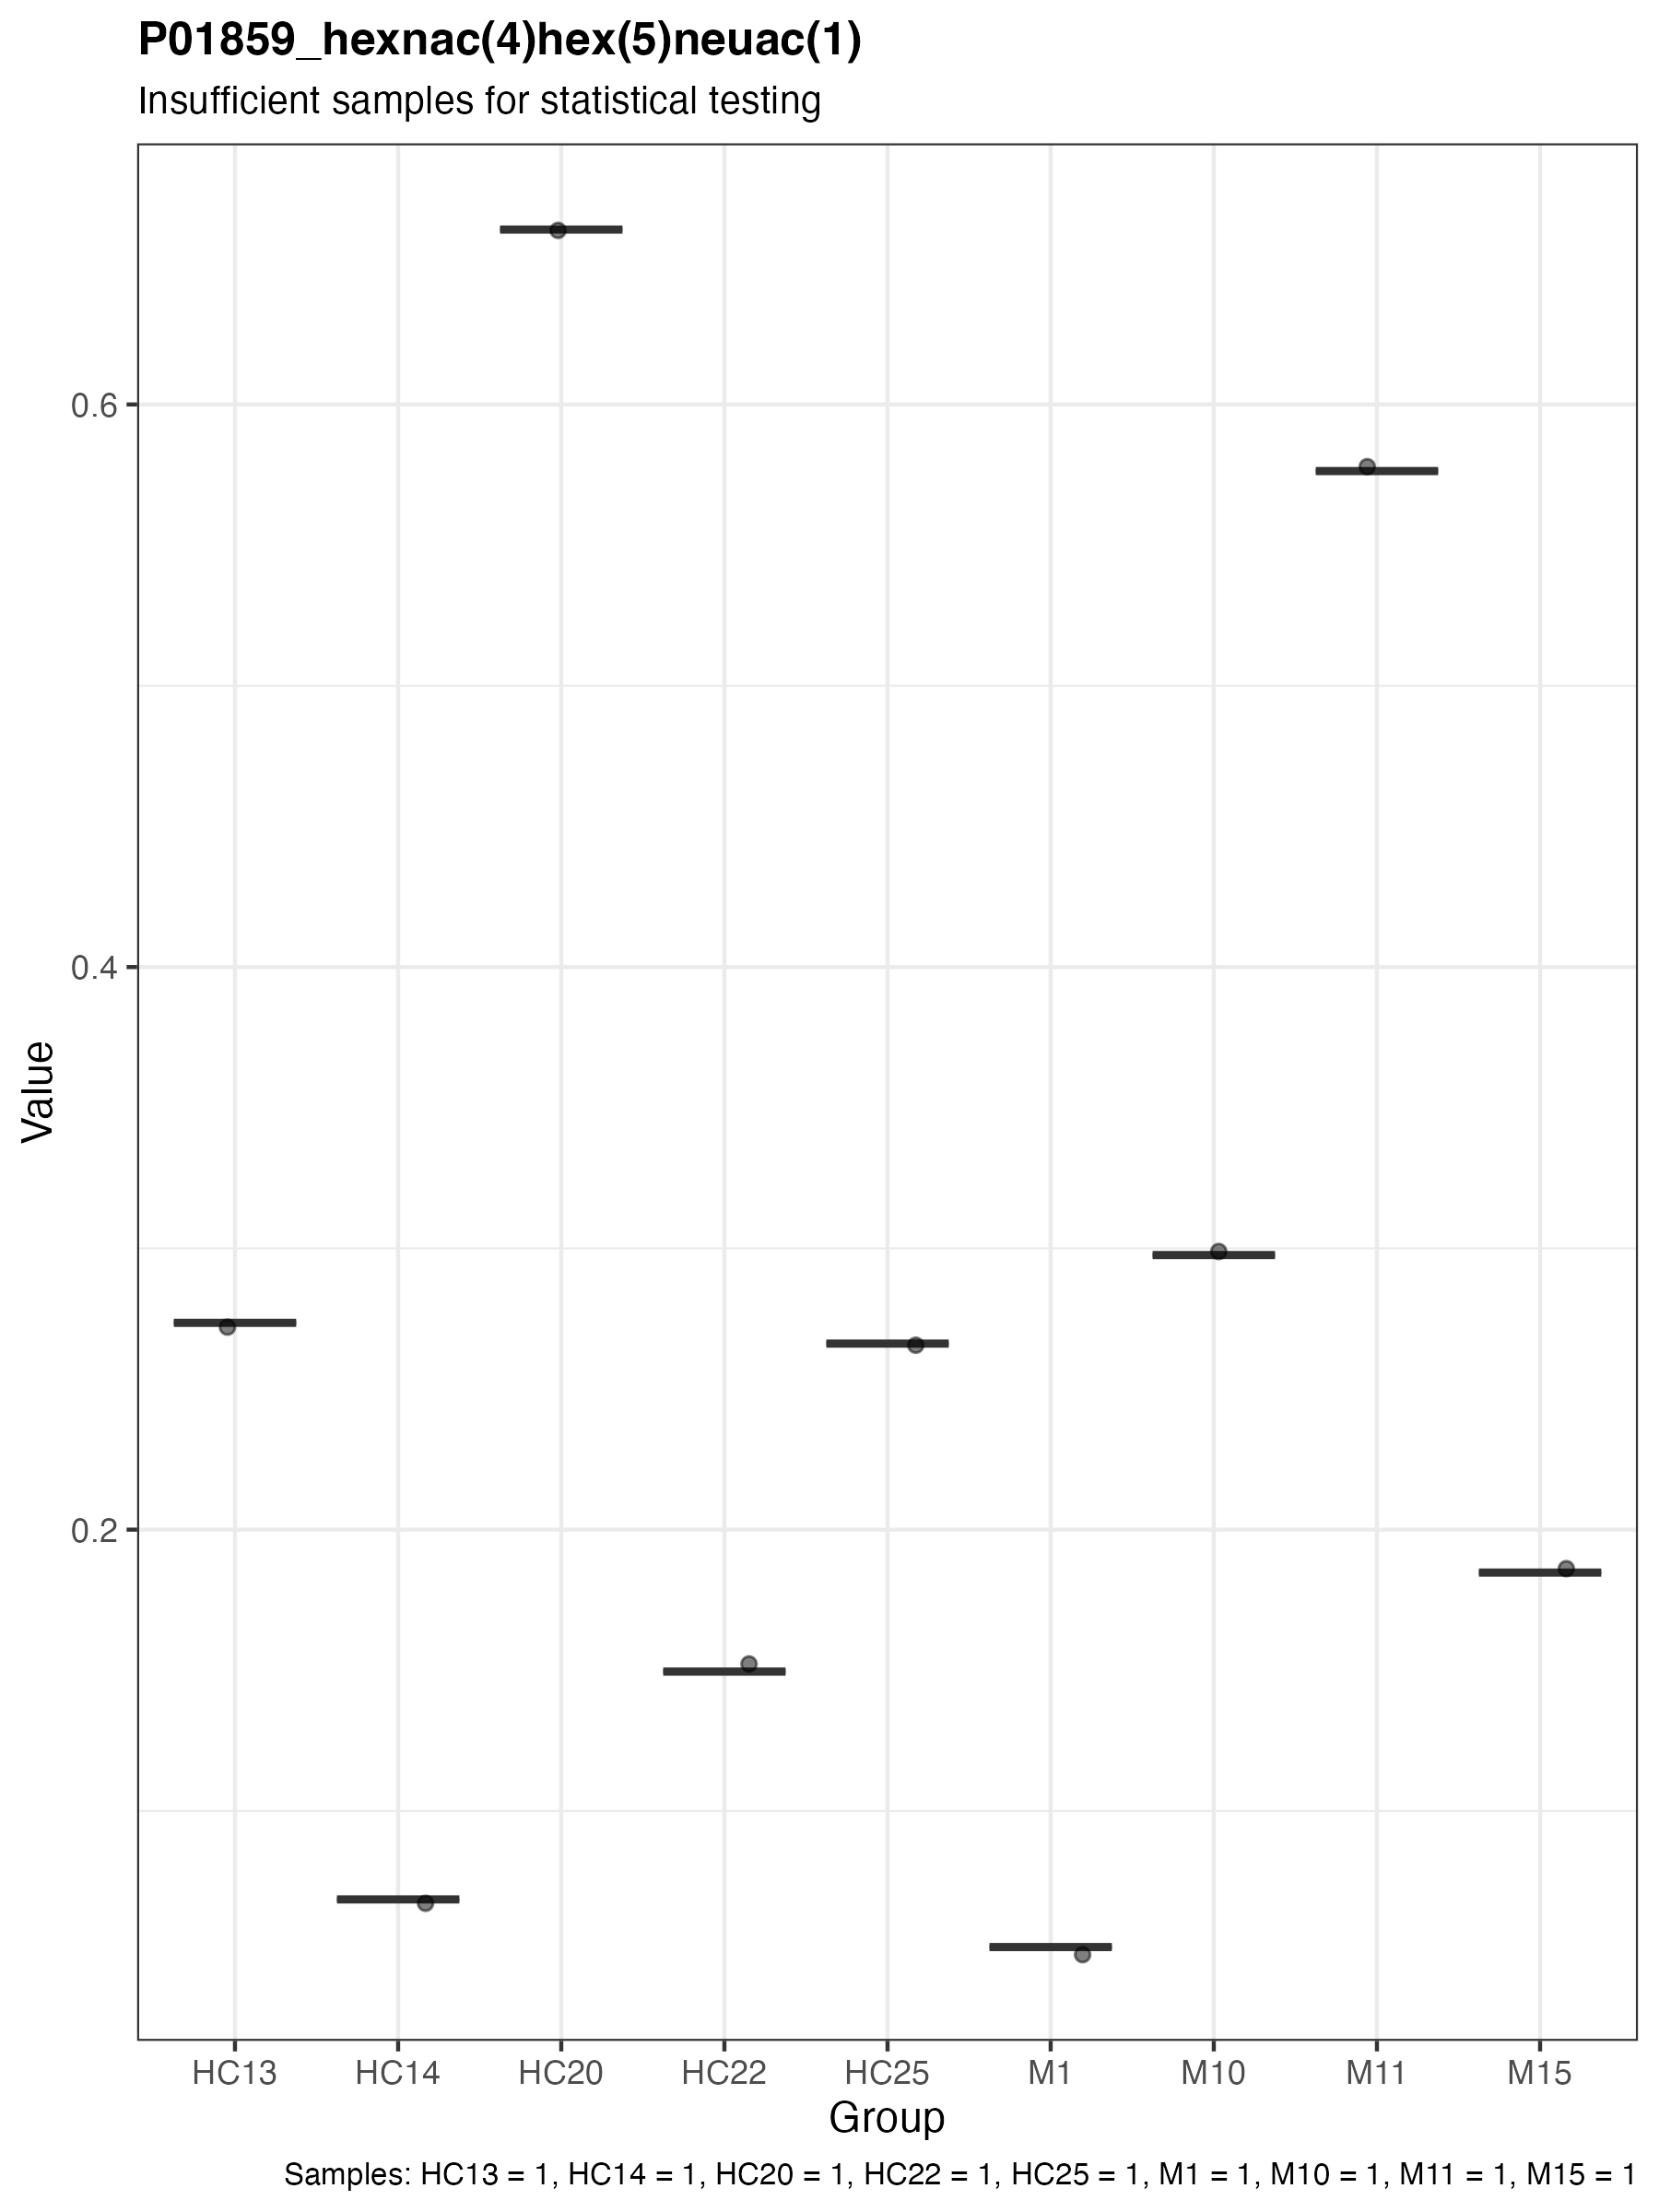 P01859_hexnac(4)hex(5)neuac(1)
Insufficient samples for statistical testing
0.6
0.4
0.2
Value
HC13 HC14 HC20 HC22 HC25 M1 M10 M11 M15
Group
Samples: HC13 = 1, HC14 = 1, HC20 = 1, HC22 = 1, HC25 = 1, M1 = 1, M10 = 1, M11 = 1, M15 = 1